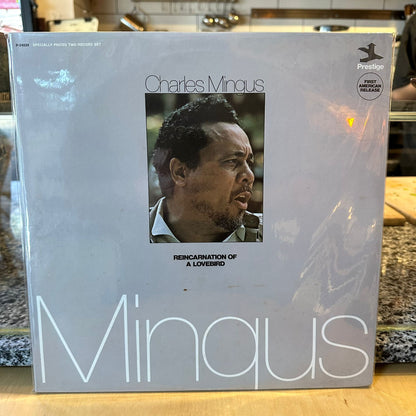 P-24028 SPECIALLY PRICED TWO RECORD SET
Prestige
FIRST
AMERICAN
RELEASE
Charles Mingus
REINCARNATION OF
A LOVEBIRD
Mingus